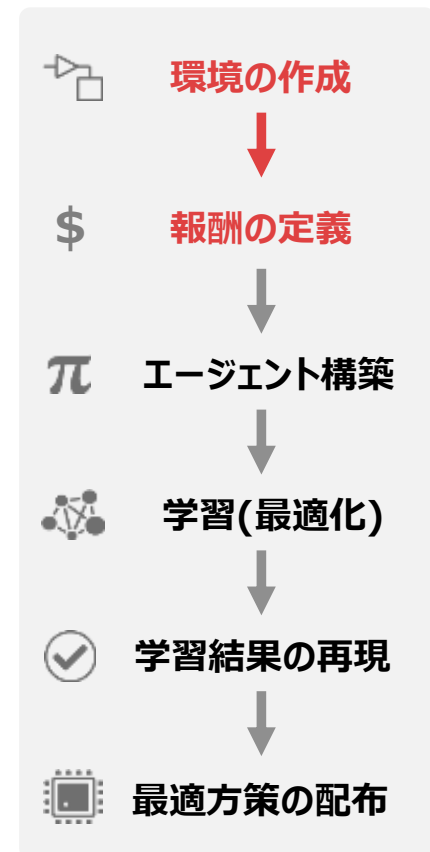 環境の作成
$ 報酬の定義
π エージェント構築
学習(最適化)
学習結果の再現
最適方策の配布